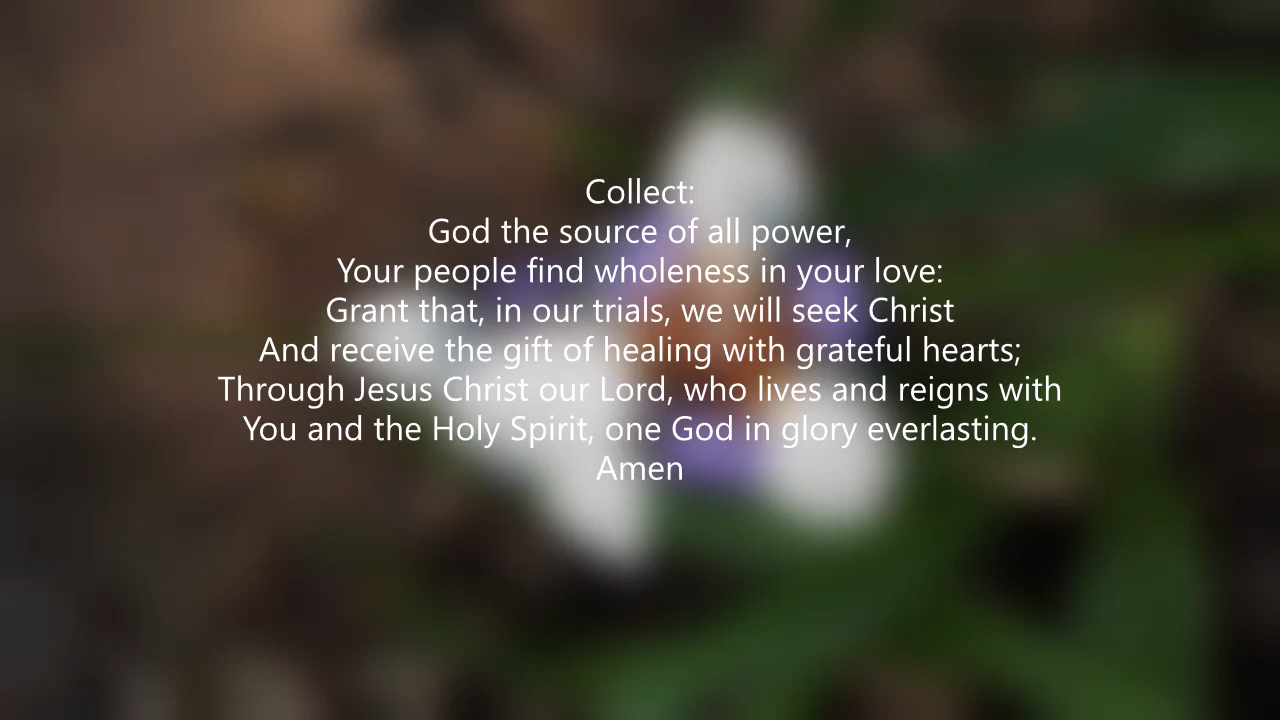 Collect:
God the source of all power,
Your people find wholeness in your love:
Grant that, in our trials, we will seek Christ
And receive the gift of healing with grateful hearts;
Through Jesus Christ our Lord, who lives and reigns with
You and the Holy Spirit, one God in glory everlasting.
Amen